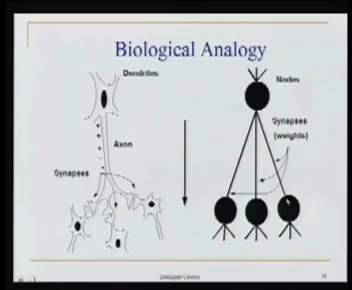 Biological Analogy
Dendrites
Nodes
Synapses
(weights)
Axon
Synapses